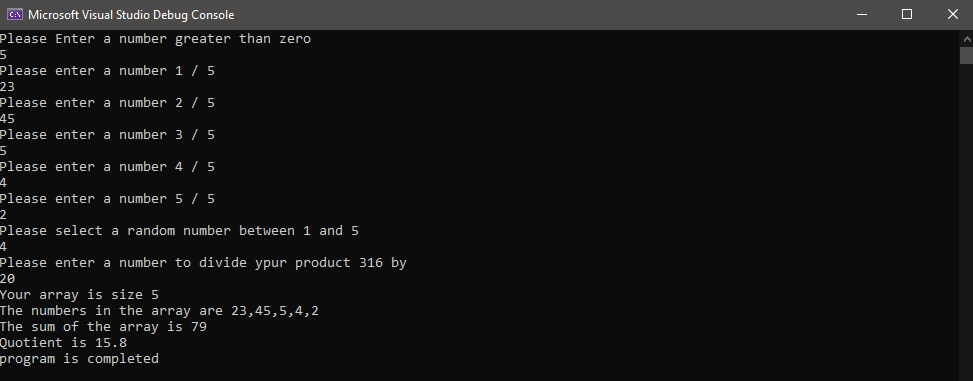 Microsoft Visual Studio Debug Console
Please Enter a number greater than zero
5
Please enter a number 1 / 5
23
Please enter a number 2 / 5
45
Please enter a number 3 / 5
5
Please enter a number 4 / 5
4
Please enter a number 5 / 5
2
Please select a random number between 1 and 5
4
Please enter a number to divide ypur product 316 by
20
Your array is size 5
The numbers in the array are 23,45,5,4,2
The sum of the array is 79
Quotient is 15.8
program is completed